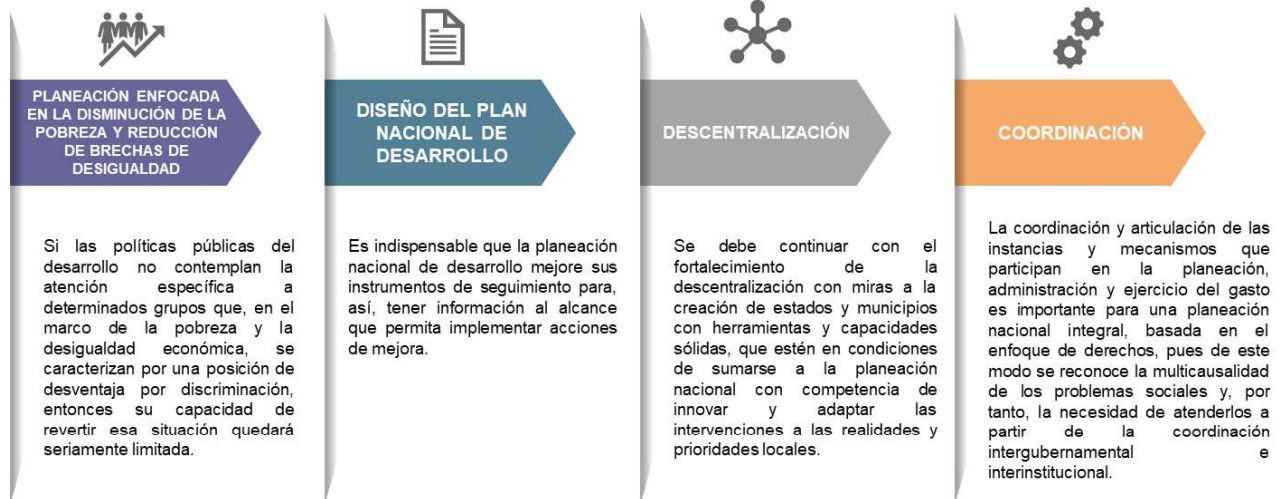 PLANEACIÓN ENFOCADA
EN LA DISMINUCIÓN DE LA
POBREZA Y REDUCCIÓN
DE BRECHAS DE
DESIGUALDAD
Si las políticas públicas del
desarrollo no contemplan la
atención específica a
determinados grupos que, en el
marco de la pobreza y la
desigualdad económica, se
caracterizan por una posición de
desventaja por discriminación,
entonces su capacidad de
revertir esa situación quedará
seriamente limitada.
DISEÑO DEL PLAN
NACIONAL DE
DESARROLLO
Es indispensable que la planeación
nacional de desarrollo mejore sus
instrumentos de seguimiento para,
así, tener información al alcance
que permita implementar acciones
de mejora.
DESCENTRALIZACIÓN
Se debe continuar con el
fortalecimiento de la
descentralización con miras a la
creación de estados y municipios
con herramientas y capacidades
sólidas, que estén en condiciones
de sumarse a la planeación
nacional con competencia de
innovar y adaptar las
intervenciones a las realidades y
prioridades locales.
COORDINACIÓN
La coordinación y articulación de las
instancias y mecanismos que
participan en la planeación,
administración y ejercicio del gasto
es importante para una planeación
nacional integral, basada en el
enfoque de derechos, pues de este
modo se reconoce la multicausalidad
de los problemas sociales y, por
tanto, la necesidad de atenderlos a
partir de la coordinación
intergubernamental e
interinstitucional.